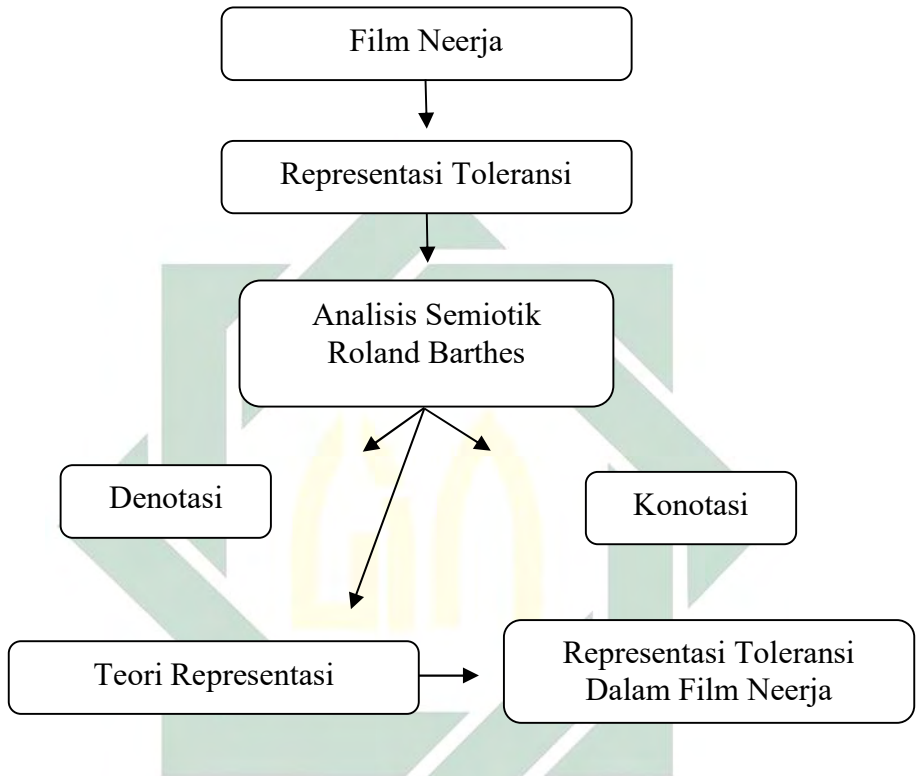 Film Neerja
Representasi Toleransi
Analisis Semiotik
Roland Barthes
Denotasi
Konotasi
Teori Representasi
Representasi Toleransi
Dalam Film Neerja